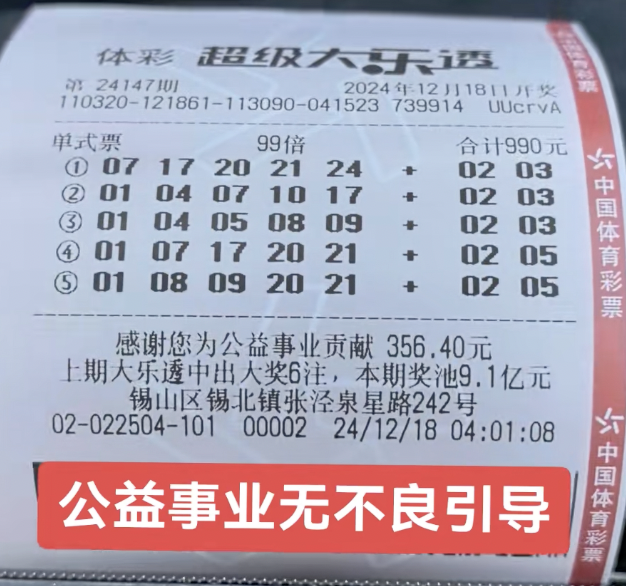 体彩 超级大乐透
第 24147期 2024年12月18日开奖
110320-121861-113090-041523 739914 UUcrvA
单式票 99倍 合计990元
① 07 17 20 21 24 + 02 03
② 01 04 07 10 17 + 02 03
③ 01 04 05 08 09 + 02 03
④ 01 07 17 20 21 + 02 05
⑤ 01 08 09 20 21 + 02 05
感谢您为公益事业贡献 356.40元
上期大乐透中出大奖6注，本期奖池9.1亿元
锡山区锡北镇张泾泉星路242号
02-022504-101 00002 24/12/18 04:01:08
公益事业无不良引导
中国体育彩票
中国体育彩票
中国体育彩票